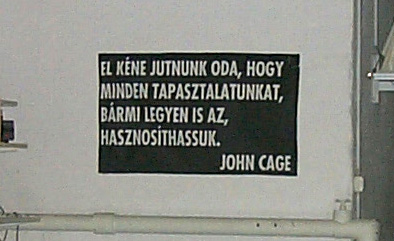 EL KÉNE JUTNUNK ODA, HOGY
MINDEN TAPASZTALATUNKAT,
BÁRMI LEGYEN IS AZ,
HASZNOSÍTHASSUK.
JOHN CAGE